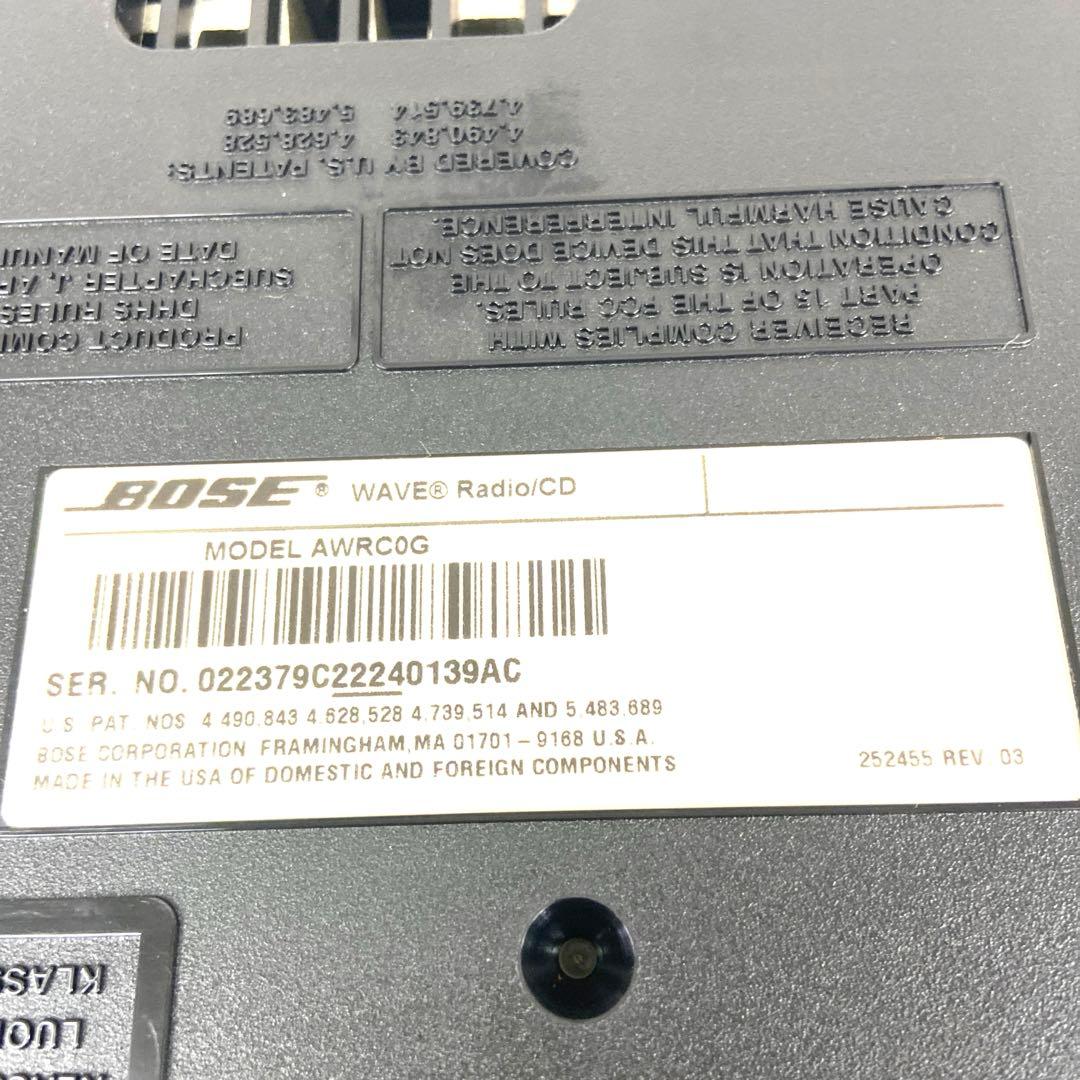 COVERED BY U.S. PATENTS:
4,490,843 4,628,528
4,739,514 5,483,689
RECEIVER COMPLIES WITH
PART 15 OF THE FCC RULES.
OPERATION IS SUBJECT TO THE
CONDITION THAT THIS DEVICE DOES NOT
CAUSE HARMFUL INTERFERENCE.
PRODUCT COM
DHHS RULES
SUBCHAPTER J, AR
DATE OF MANU
BOSE® WAVE® Radio/CD
MODEL AWRC0G
SER. NO. 022379C22240139AC
U.S. PAT. NOS 4.490.843 4.628,528 4.739,514 AND 5.483.689
BOSE CORPORATION FRAMINGHAM, MA 01701-9168 U.S.A.
MADE IN THE USA OF DOMESTIC AND FOREIGN COMPONENTS
252455 REV. 03
KLASS
LUO